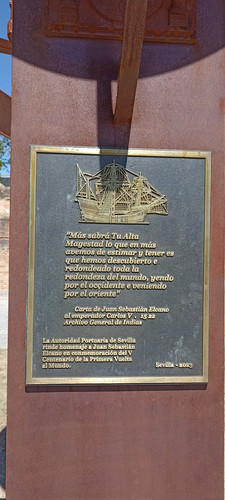 "Más sabrá Tu Alta
Magestad lo que en más
avemos de estimar y tener es
que hemos descubierto e
redondeado toda la
redondeza del mundo, yendo
por el occidente e veniendo
por el oriente"
Carta de Juan Sebastián Elcano
al emperador Carlos V . 1522
Archivo General de Indias
La Autoridad Portuaria de Sevilla
rinde homenaje a Juan Sebastián
Elcano en conmemoración del V
Centenario de la Primera Vuelta
al Mundo.
Sevilla - 2023